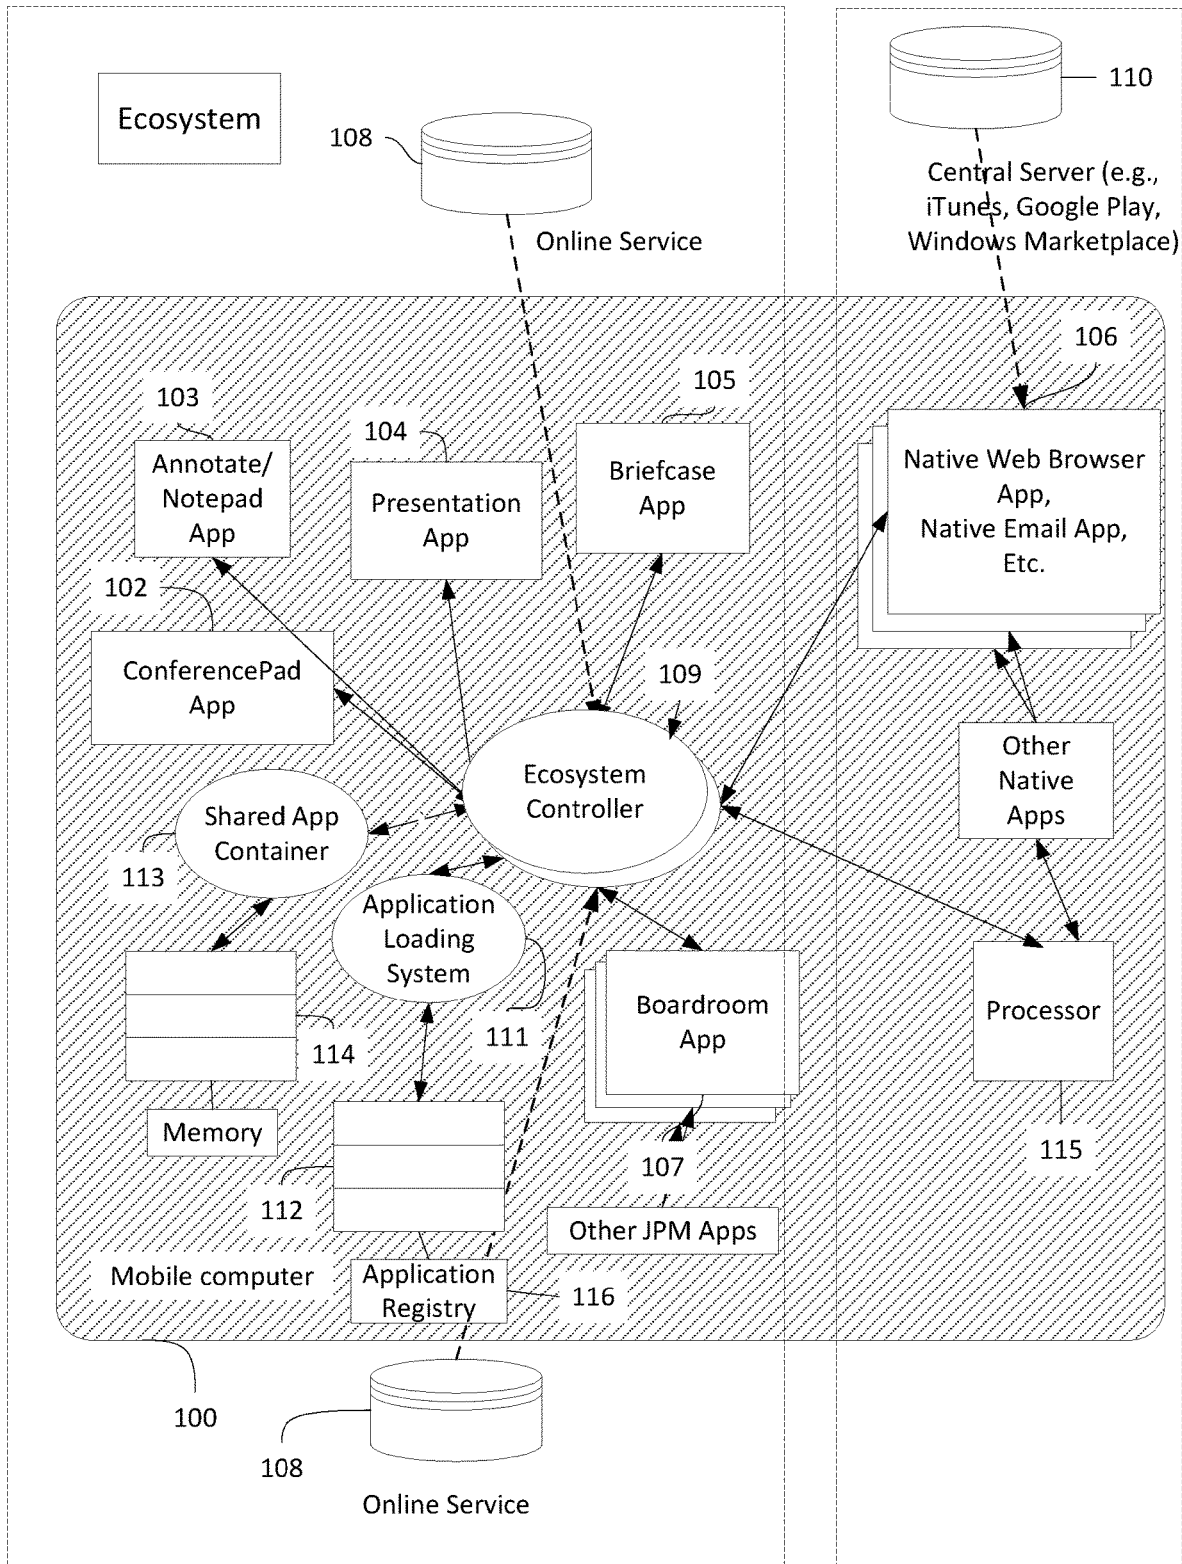 110
Ecosystem
108
Central Server (e.g.,
iTunes, Google Play,
Windows Marketplace)
Online Service
106
105
103
104
Annotate/
Notepad
App
Presentation
App
Briefcase
App
Native Web Browser
App,
Native Email App,
Etc.
102
ConferencePad
App
109
Ecosystem
Controller
Other
Native
Apps
Shared App
Container
113
Application
Loading
System
Boardroom
App
Processor
111
114
Memory
107
115
112
Other JPM Apps
Mobile computer
Application
Registry
116
100
108
Online Service